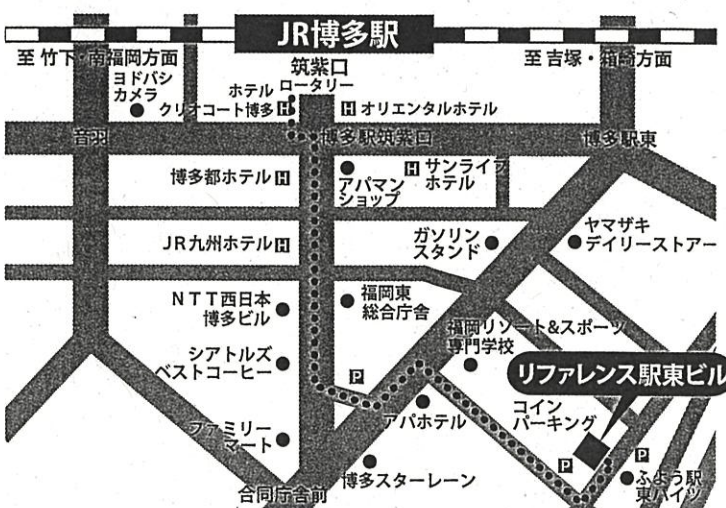 JR博多駅
至 竹下・南福岡方面
筑紫口
至 吉塚・箱崎方面
ヨドバシ
カメラ
ホテル
クリオコート博多 H
ロータリー
H オリエンタルホテル
音羽
博多駅筑紫口
博多駅東
博多都ホテル H
アパマン
ショップ
H サンライフ
ホテル
JR九州ホテル H
ガソリン
スタンド
ヤマザキ
デイリーストアー
NTT西日本
博多ビル
福岡東
総合庁舎
福岡リゾート&スポーツ
専門学校
シアトルズ
ベストコーヒー
P
リファレンス駅東ビル
アパホテル
コイン
パーキング
ファミリー
マート
博多スターレーン
P
P
ふよう駅
東ハイツ
合同庁舎前